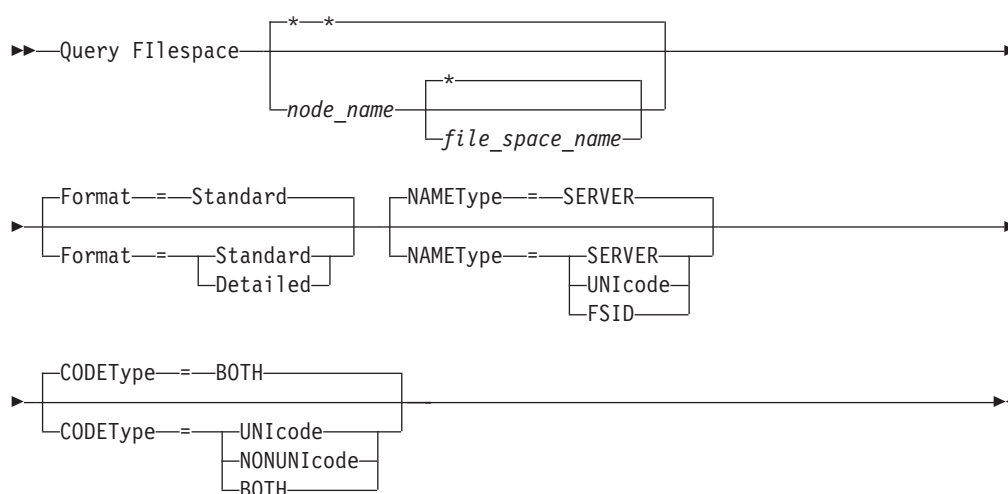 * *
Query FIlespace
*
node_name
file_space_name
Format = Standard NAMEType = SERVER
Format = Standard NAMEType = SERVER
Detailed UNIcode
FSID
CODEType = BOTH
CODEType = UNIcode
NONUNIcode
BOTH